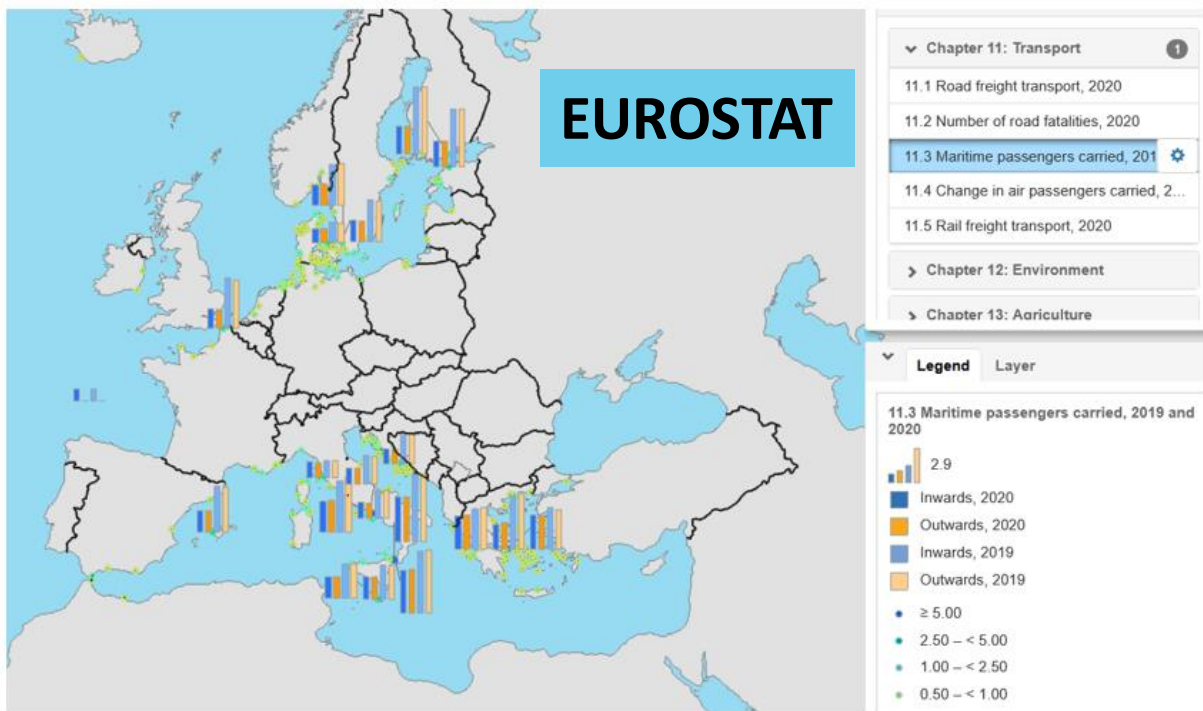 EUROSTAT
Chapter 11: Transport
1
11.1 Road freight transport, 2020
11.2 Number of road fatalities, 2020
11.3 Maritime passengers carried, 201
11.4 Change in air passengers carried, 2...
11.5 Rail freight transport, 2020
Chapter 12: Environment
Chapter 13: Agriculture
Legend Layer
11.3 Maritime passengers carried, 2019 and
2020
2.9
Inwards, 2020
Outwards, 2020
Inwards, 2019
Outwards, 2019
≥ 5.00
2.50 – < 5.00
1.00 – < 2.50
0.50 – < 1.00